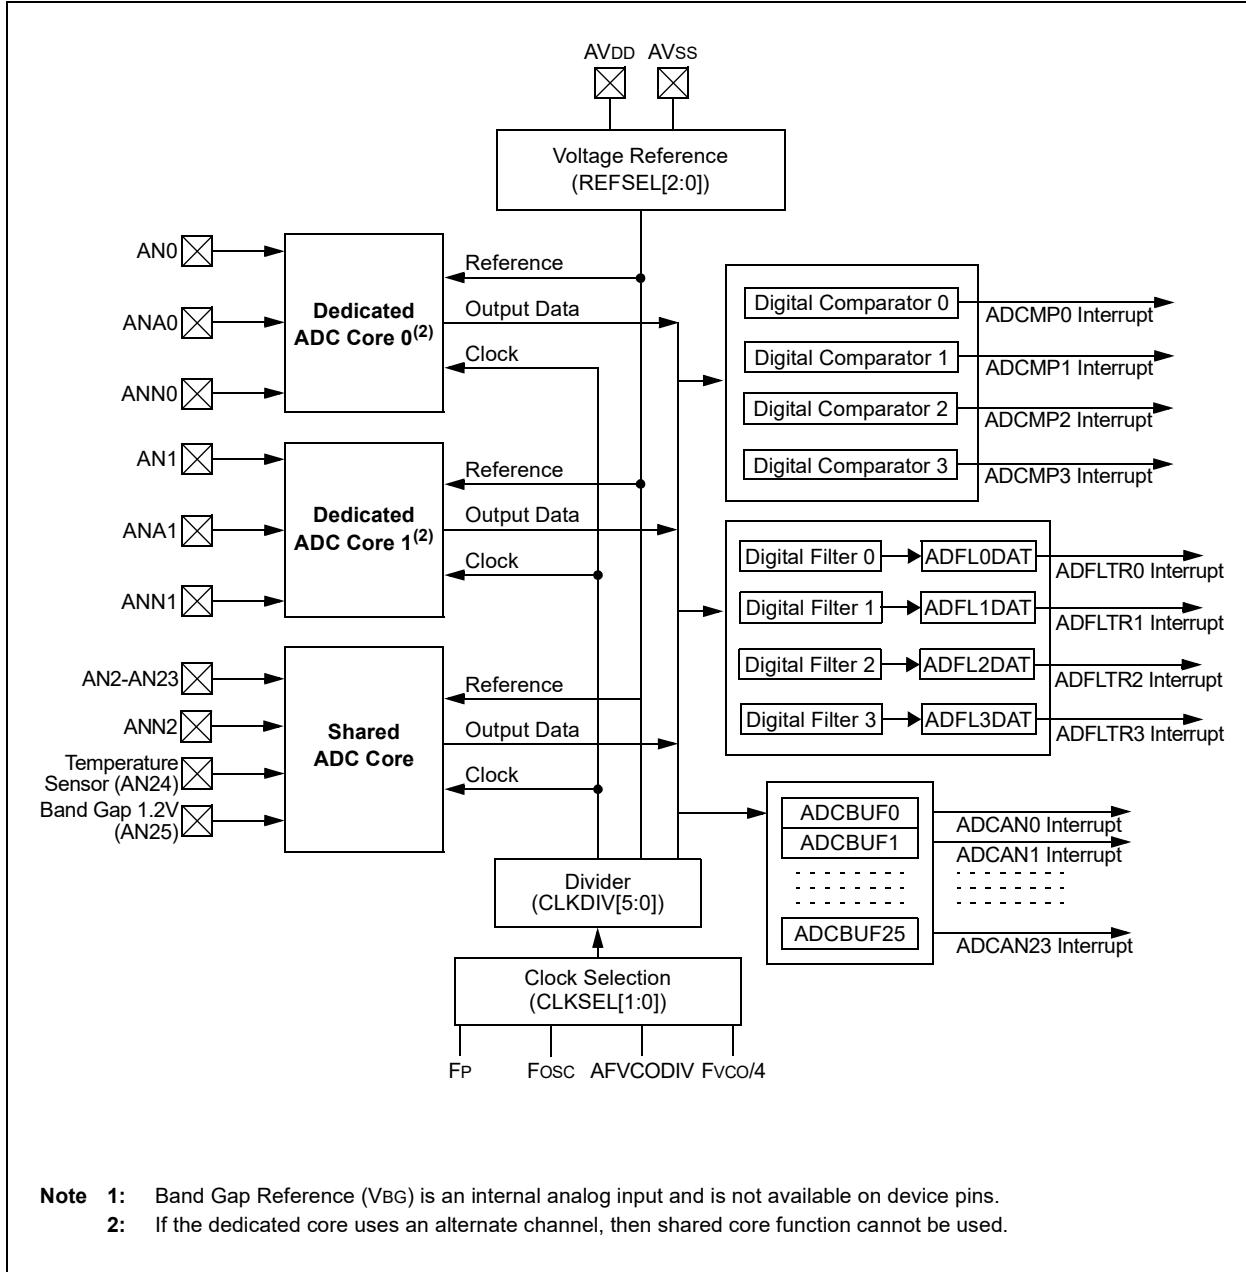 AVDD AVSS
Voltage Reference
(REFSEL[2:0])
AN0
ANA0
ANN0
Dedicated
ADC Core 0(2)
Reference
Output Data
Clock
Digital Comparator 0
ADCMP0 Interrupt
Digital Comparator 1
ADCMP1 Interrupt
Digital Comparator 2
ADCMP2 Interrupt
Digital Comparator 3
ADCMP3 Interrupt
AN1
ANA1
ANN1
Dedicated
ADC Core 1(2)
Reference
Output Data
Clock
Digital Filter 0
ADFL0DAT
ADFLTR0 Interrupt
Digital Filter 1
ADFL1DAT
ADFLTR1 Interrupt
Digital Filter 2
ADFL2DAT
ADFLTR2 Interrupt
Digital Filter 3
ADFL3DAT
ADFLTR3 Interrupt
AN2-AN23
ANN2
Temperature
Sensor (AN24)
Band Gap 1.2V
(AN25)
Shared
ADC Core
Reference
Output Data
Clock
ADCBUF0
ADCAN0 Interrupt
ADCBUF1
ADCAN1 Interrupt
ADCBUF25
ADCAN23 Interrupt
Divider
(CLKDIV[5:0])
Clock Selection
(CLKSEL[1:0])
FP FOSC AFVCODIV FVCO/4
Note 1: Band Gap Reference (VBG) is an internal analog input and is not available on device pins.
2: If the dedicated core uses an alternate channel, then shared core function cannot be used.